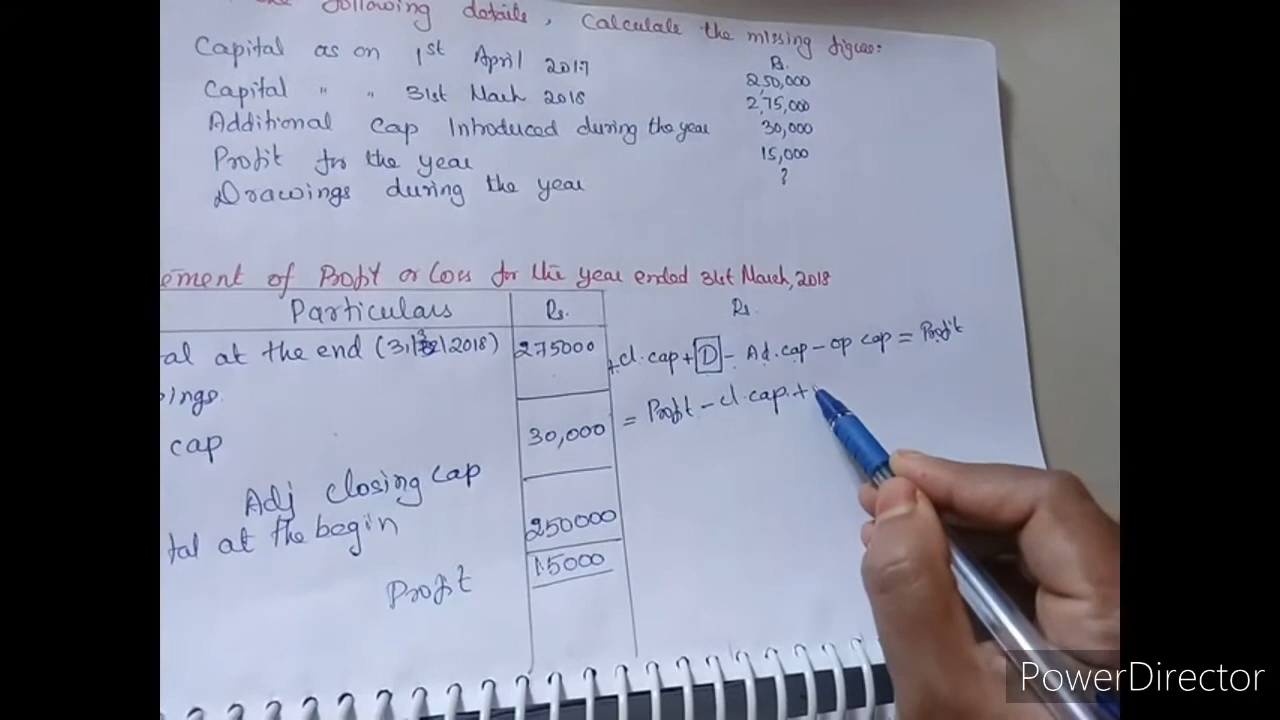 following details, Calculate the missing figure:
Rs.
Capital as on 1st April 2017 250,000
Capital " " 31st March 2018 2,75,000
Additional Cap Introduced during the year 30,000
Profit for the year 15,000
Drawings during the year ?
ement of Profit or Loss for the year ended 31st March, 2018
Particulars Rs. Rs.
al at the end (31/3/2018) 275000
+ cl.cap + D - Ad.cap - op cap = Profit
ings
= Profit - cl.cap. +
cap 30,000
Adj closing cap
tal at the begin 250000
Profit 15000
PowerDirector